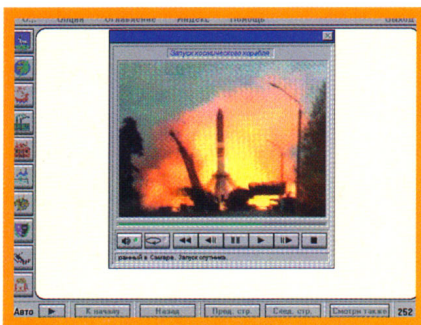 О... Опции Оглавление Индекс Помощь Выход
Запуск космического корабля
ранный в Самаре. Запуск спутника.
Авто К началу Назад Пред. стр. След. стр. Смотри также 252